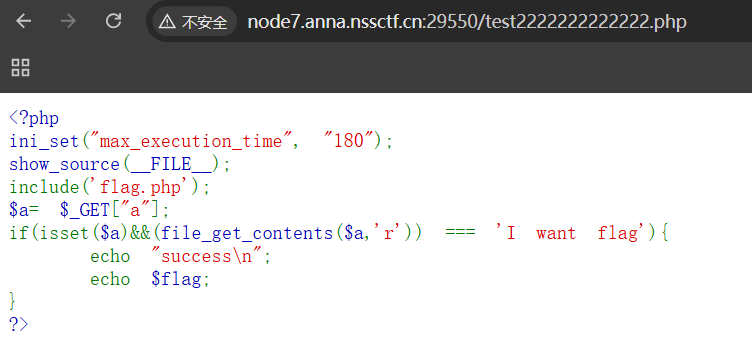 不安全 node7.anna.nssctf.cn:29550/test2222222222222.php
<?php
ini_set("max_execution_time", "180");
show_source(__FILE__);
include('flag.php');
$a= $_GET["a"];
if(isset($a)&&(file_get_contents($a,'r')) === 'I want flag'){
echo "success\n";
echo $flag;
}
?>